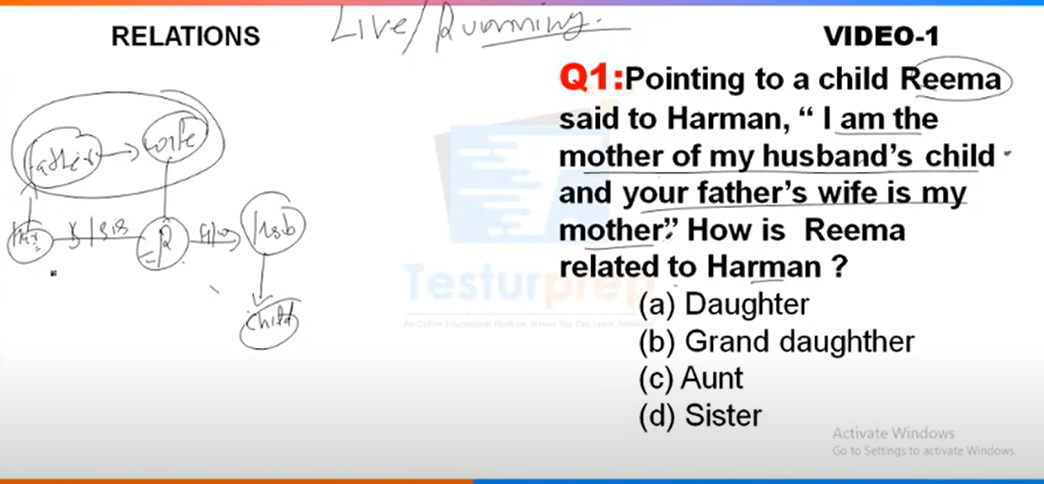 RELATIONS
Live/Running
VIDEO-1
Q1:Pointing to a child Reema
said to Harman, “ I am the
mother of my husband’s child
and your father’s wife is my
mother”. How is Reema
related to Harman ?
(a) Daughter
(b) Grand daughther
(c) Aunt
(d) Sister
father
wife
R
Husb
Child
Testurprep
Activate Windows
Go to Settings to activate Windows.